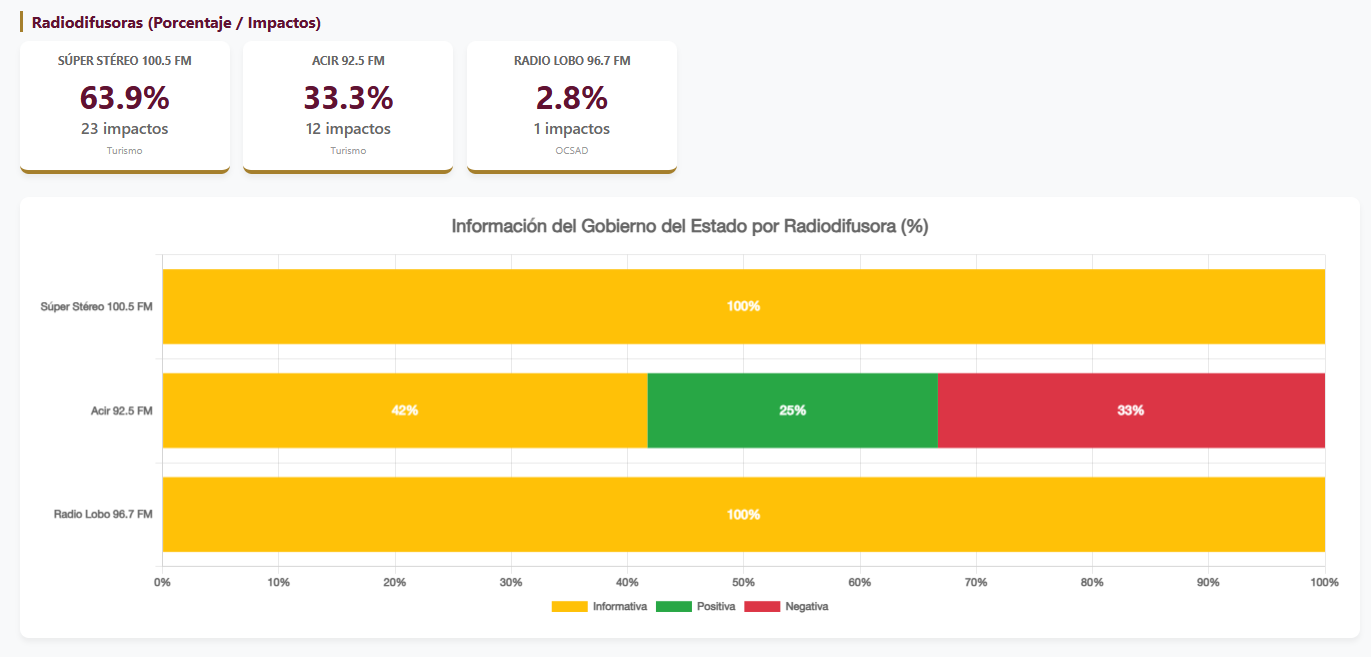 Radiodifusoras (Porcentaje / Impactos)
SÚPER STÉREO 100.5 FM
63.9%
23 impactos
Turismo
ACIR 92.5 FM
33.3%
12 impactos
Turismo
RADIO LOBO 96.7 FM
2.8%
1 impactos
OCSAD
Información del Gobierno del Estado por Radiodifusora (%)
Súper Stéreo 100.5 FM
100%
Acir 92.5 FM
42%
25%
33%
Radio Lobo 96.7 FM
100%
0% 10% 20% 30% 40% 50% 60% 70% 80% 90% 100%
Informativa Positiva Negativa